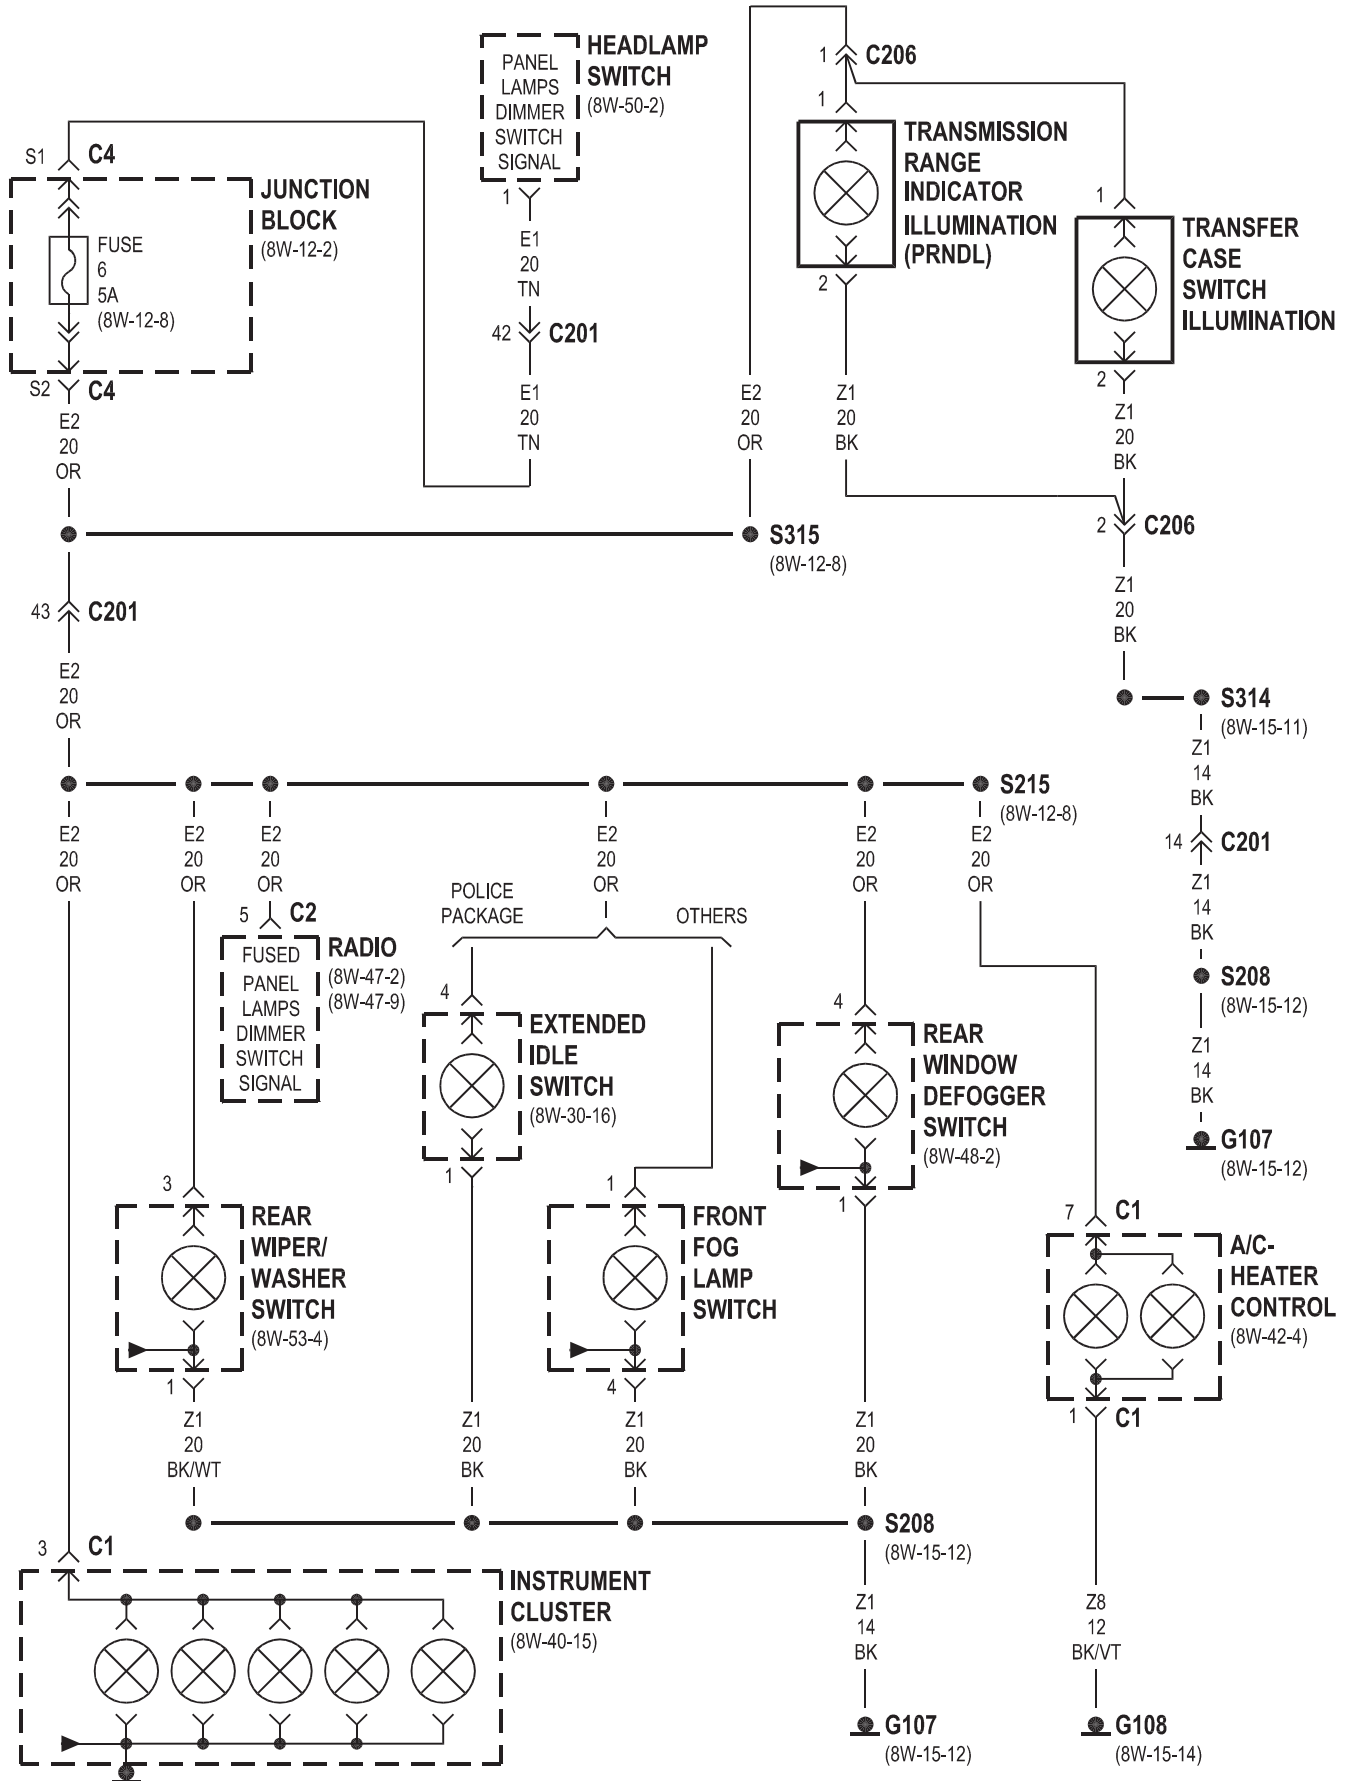 HEADLAMP
SWITCH
(8W-50-2)
PANEL
LAMPS
DIMMER
SWITCH
SIGNAL
1
E1
20
TN
42
C201
E1
20
TN
S1
C4
JUNCTION
BLOCK
(8W-12-2)
FUSE
6
5A
(8W-12-8)
S2
C4
E2
20
OR
1
C206
1
TRANSMISSION
RANGE
INDICATOR
ILLUMINATION
(PRNDL)
2
1
TRANSFER
CASE
SWITCH
ILLUMINATION
2
E2
20
OR
Z1
20
BK
Z1
20
BK
S315
(8W-12-8)
2
C206
Z1
20
BK
43
C201
E2
20
OR
S314
(8W-15-11)
Z1
14
BK
14
C201
Z1
14
BK
S208
(8W-15-12)
Z1
14
BK
G107
(8W-15-12)
S215
(8W-12-8)
E2
20
OR
E2
20
OR
E2
20
OR
E2
20
OR
E2
20
OR
E2
20
OR
5
C2
RADIO
(8W-47-2)
(8W-47-9)
FUSED
PANEL
LAMPS
DIMMER
SWITCH
SIGNAL
POLICE
PACKAGE
OTHERS
4
EXTENDED
IDLE
SWITCH
(8W-30-16)
1
4
REAR
WINDOW
DEFOGGER
SWITCH
(8W-48-2)
1
3
REAR
WIPER/
WASHER
SWITCH
(8W-53-4)
1
1
FRONT
FOG
LAMP
SWITCH
4
7
C1
A/C-
HEATER
CONTROL
(8W-42-4)
1
C1
Z1
20
BK/WT
Z1
20
BK
Z1
20
BK
Z1
20
BK
S208
(8W-15-12)
3
C1
INSTRUMENT
CLUSTER
(8W-40-15)
Z1
14
BK
G107
(8W-15-12)
Z8
12
BK/VT
G108
(8W-15-14)